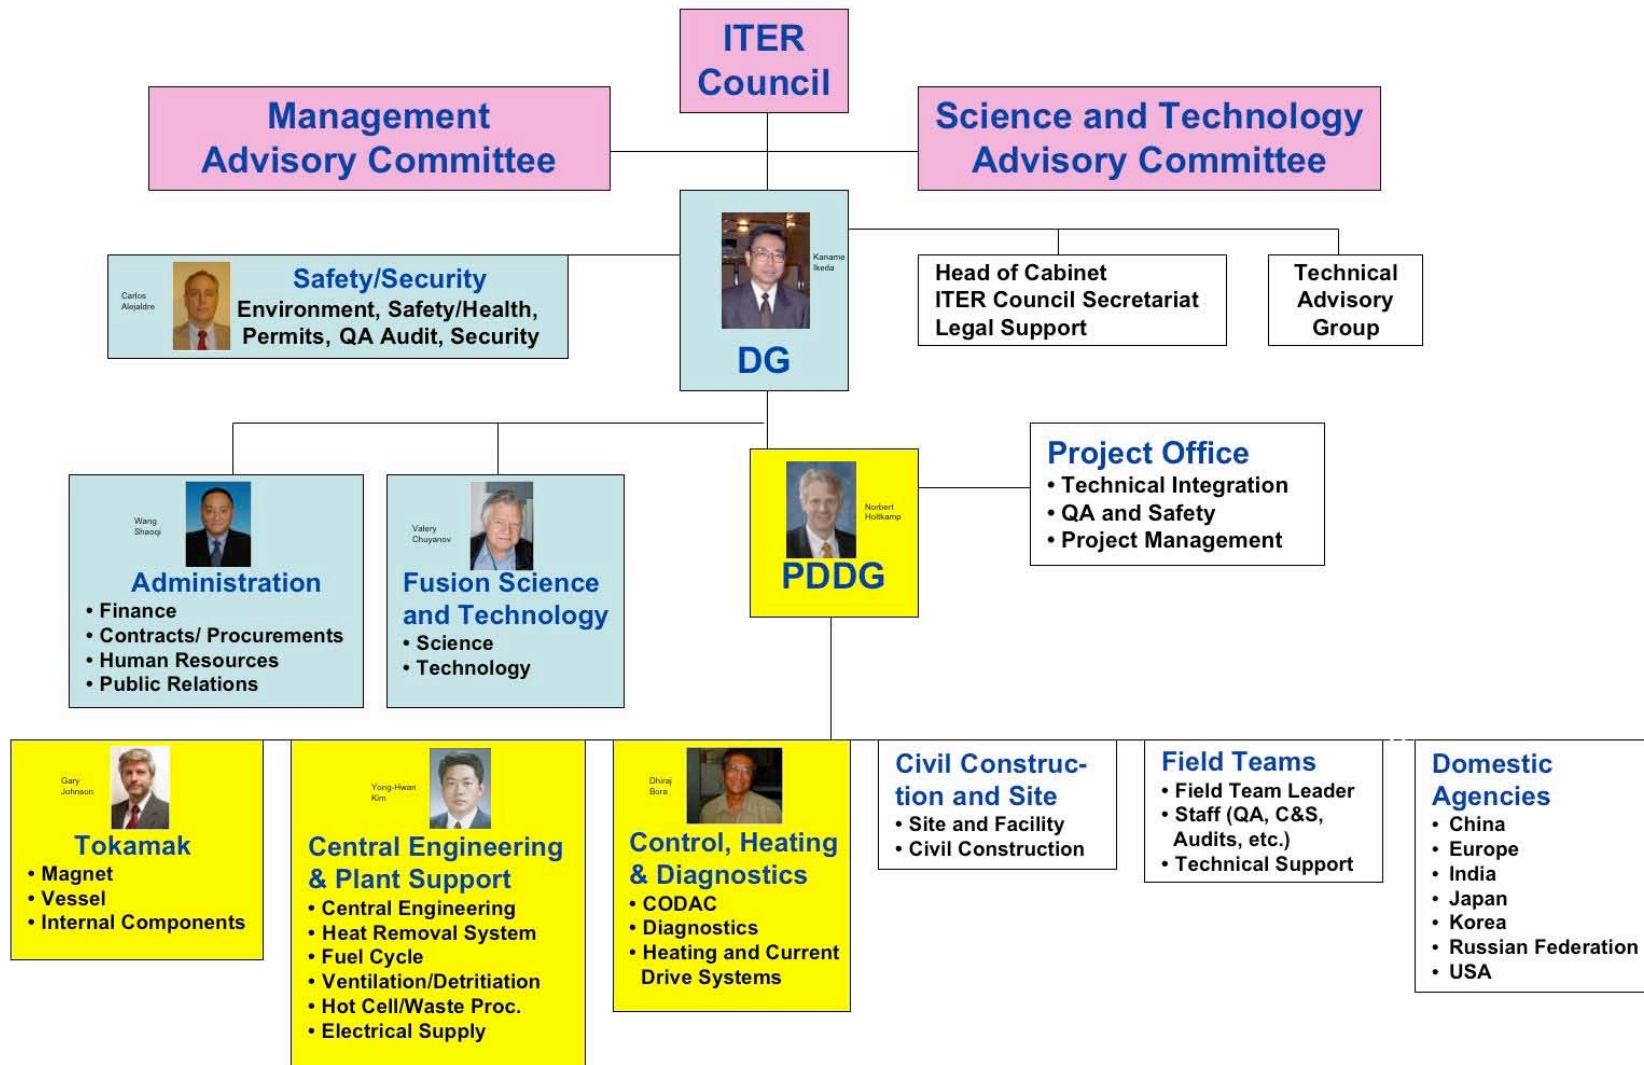 ITER
Council
Management
Advisory Committee
Science and Technology
Advisory Committee
Kaname
Ikeda
DG
Carlos
Alejaldre
Safety/Security
Environment, Safety/Health,
Permits, QA Audit, Security
Head of Cabinet
ITER Council Secretariat
Legal Support
Technical
Advisory
Group
Wang
Shaoqi
Administration
• Finance
• Contracts/ Procurements
• Human Resources
• Public Relations
Valery
Chuyanov
Fusion Science
and Technology
• Science
• Technology
Norbert
Holtkamp
PDDG
Project Office
• Technical Integration
• QA and Safety
• Project Management
Gary
Johnson
Tokamak
• Magnet
• Vessel
• Internal Components
Yong-Hwan
Kim
Central Engineering
& Plant Support
• Central Engineering
• Heat Removal System
• Fuel Cycle
• Ventilation/Detritiation
• Hot Cell/Waste Proc.
• Electrical Supply
Dhiraj
Bora
Control, Heating
& Diagnostics
• CODAC
• Diagnostics
• Heating and Current
Drive Systems
Civil Construc-
tion and Site
• Site and Facility
• Civil Construction
Field Teams
• Field Team Leader
• Staff (QA, C&S,
Audits, etc.)
• Technical Support
Domestic
Agencies
• China
• Europe
• India
• Japan
• Korea
• Russian Federation
• USA